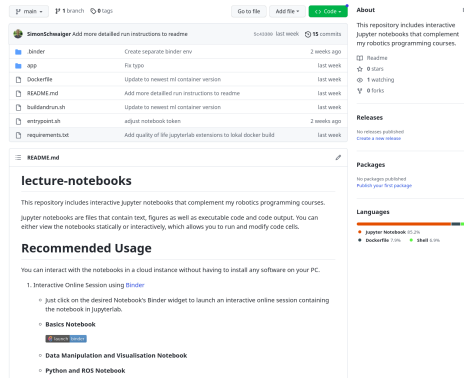 main
1 branch
0 tags
Go to file
Add file
Code
SimonSchwaiger Add more detailed run instructions to readme
last week
15 commits
.binder
Create separate binder env
2 weeks ago
app
Fix typo
last week
Dockerfile
Update to newest ml container version
last week
README.md
Add more detailled run instructions to readme
last week
buildandrun.sh
Update to newest ml container version
last week
entrypoint.sh
adjust notebook token
2 weeks ago
requirements.txt
Add quality of life jupyterlab extensions to lokal docker build
last week
README.md
lecture-notebooks
This repository includes interactive Jupyter notebooks that complement my robotics programming courses.
Jupyter notebooks are files that contain text, figures as well as executable code and code output. You can
either view the notebooks statically or interactively, which allows you to run and modify code cells.
Recommended Usage
You can interact with the notebooks in a cloud instance without having to install any software on your PC.
1. Interactive Online Session using Binder
Just click on the desired Notebook's Binder widget to launch an interactive online session containing
the notebook in Jupyterlab.
Basics Notebook
launch binder
Data Manipulation and Visualisation Notebook
Python and ROS Notebook
About
This repository includes interactive
Jupyter notebooks that complement
my robotics programming courses.
Readme
0 stars
1 watching
0 forks
Releases
No releases published
Create a new release
Packages
No packages published
Publish your first package
Languages
Jupyter Notebook 85.2%
Dockerfile 7.9%
Shell 6.9%